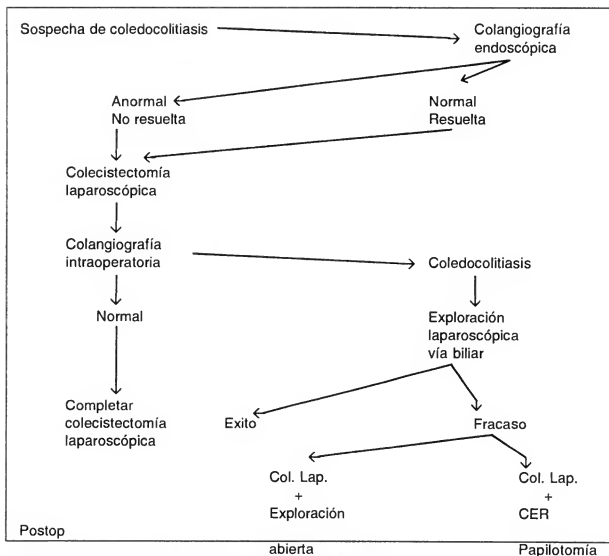 Sospecha de coledocolitiasis
Colangiografía
endoscópica
Anormal
No resuelta
Normal
Resuelta
Colecistectomía
laparoscópica
Colangiografía
intraoperatoria
Coledocolitiasis
Normal
Exploración
laparoscópica
vía biliar
Completar
colecistectomía
laparoscópica
Exito
Fracaso
Col. Lap.
+
Exploración
Col. Lap.
+
CER
Postop
abierta
Papilotomía